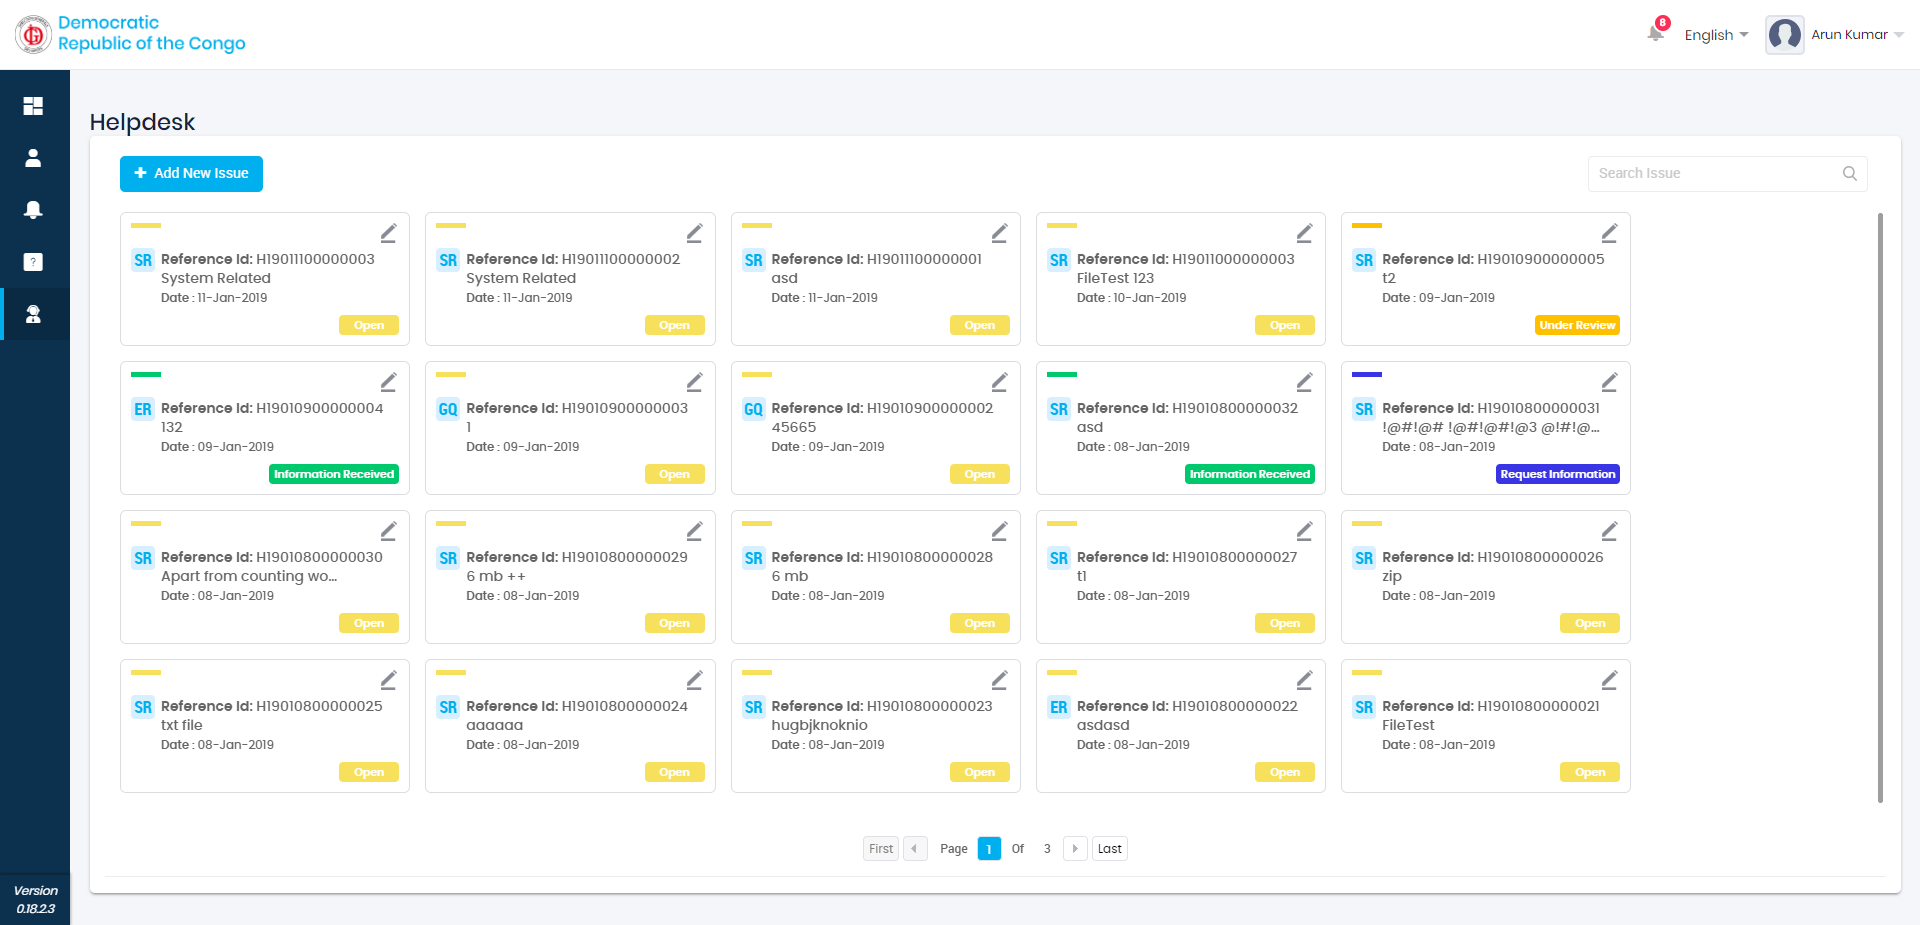 Democratic
Republic of the Congo
8
English
Arun Kumar
Helpdesk
+ Add New Issue
Search Issue
SR Reference Id: H19011100000003
System Related
Date : 11-Jan-2019
Open
SR Reference Id: H19011100000002
System Related
Date : 11-Jan-2019
Open
SR Reference Id: H19011100000001
asd
Date : 11-Jan-2019
Open
SR Reference Id: H19011000000003
FileTest 123
Date : 10-Jan-2019
Open
SR Reference Id: H19010900000005
t2
Date : 09-Jan-2019
Under Review
ER Reference Id: H19010900000004
132
Date : 09-Jan-2019
Information Received
GQ Reference Id: H19010900000003
1
Date : 09-Jan-2019
Open
GQ Reference Id: H19010900000002
45665
Date : 09-Jan-2019
Open
SR Reference Id: H19010800000032
asd
Date : 08-Jan-2019
Information Received
SR Reference Id: H19010800000031
!@#!@# !@#!@#!@3 @!#!@...
Date : 08-Jan-2019
Request Information
SR Reference Id: H19010800000030
Apart from counting wo...
Date : 08-Jan-2019
Open
SR Reference Id: H19010800000029
6 mb ++
Date : 08-Jan-2019
Open
SR Reference Id: H19010800000028
6 mb
Date : 08-Jan-2019
Open
SR Reference Id: H19010800000027
t1
Date : 08-Jan-2019
Open
SR Reference Id: H19010800000026
zip
Date : 08-Jan-2019
Open
SR Reference Id: H19010800000025
txt file
Date : 08-Jan-2019
Open
SR Reference Id: H19010800000024
aaaaaa
Date : 08-Jan-2019
Open
SR Reference Id: H19010800000023
hugbjknoknio
Date : 08-Jan-2019
Open
ER Reference Id: H19010800000022
asdasd
Date : 08-Jan-2019
Open
SR Reference Id: H19010800000021
FileTest
Date : 08-Jan-2019
Open
First Page 1 Of 3 Last
Version
0.18.2.3